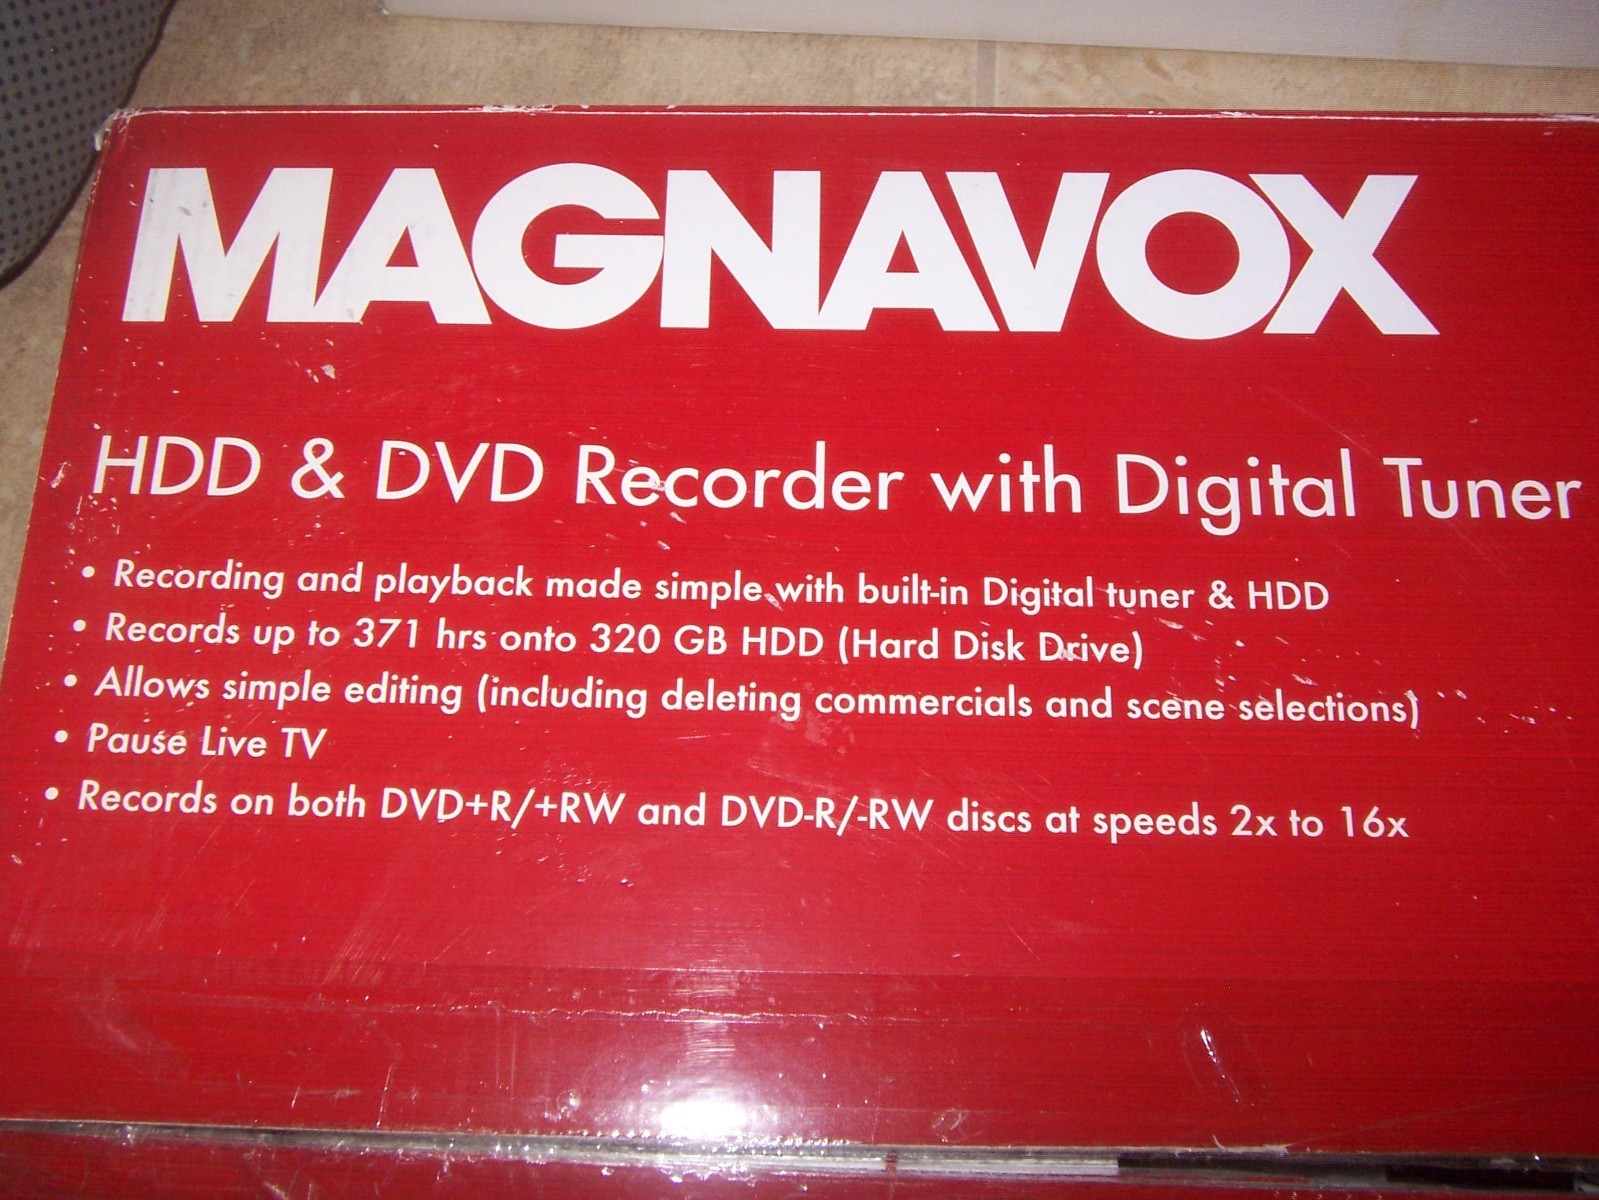 MAGNAVOX
HDD & DVD Recorder with Digital Tuner
• Recording and playback made simple with built-in Digital tuner & HDD
• Records up to 371 hrs onto 320 GB HDD (Hard Disk Drive)
• Allows simple editing (including deleting commercials and scene selections)
• Pause Live TV
• Records on both DVD+R/+RW and DVD-R/-RW discs at speeds 2x to 16x